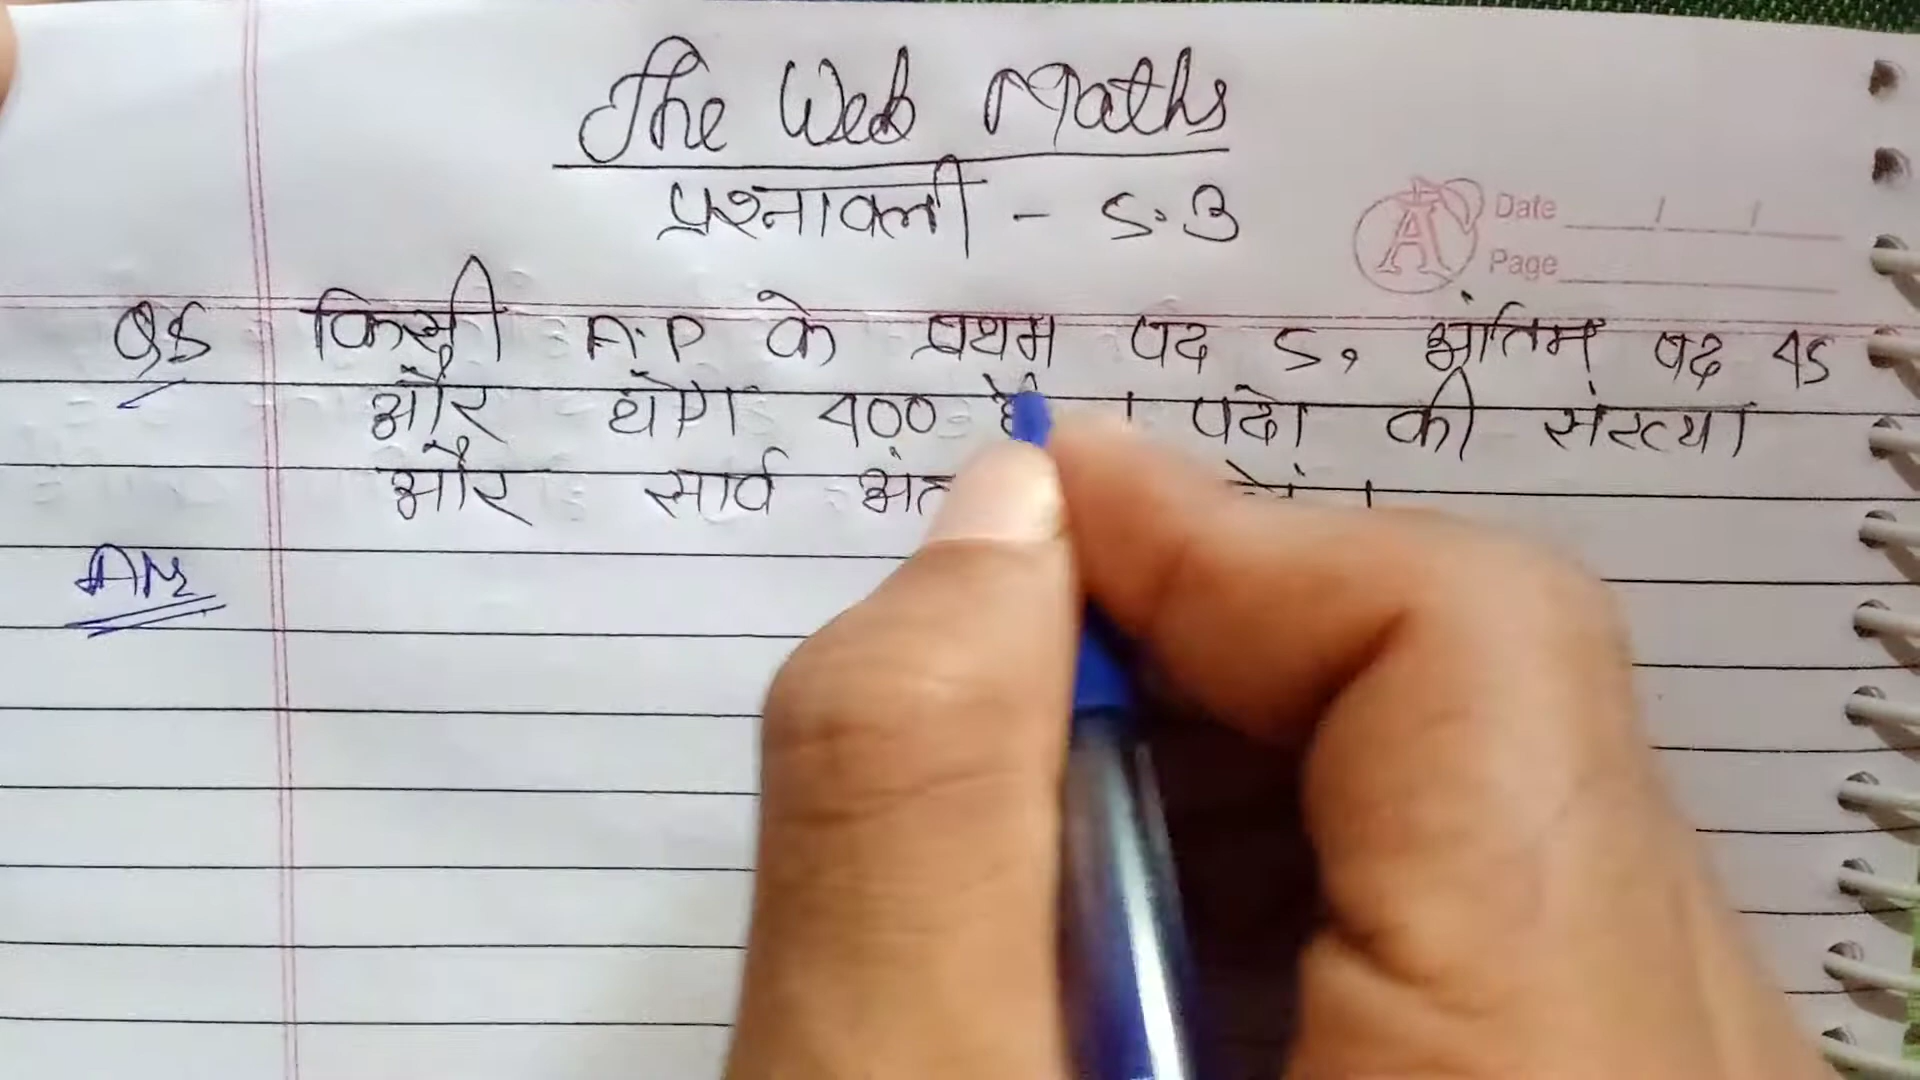 The Web Maths
प्रश्नावली - 5.3
Date
Page
Q5 किसी A.P के प्रथम पद 5, अंतिम पद 45
और योग 400 है । पदो की संख्या
और सार्व
Ans